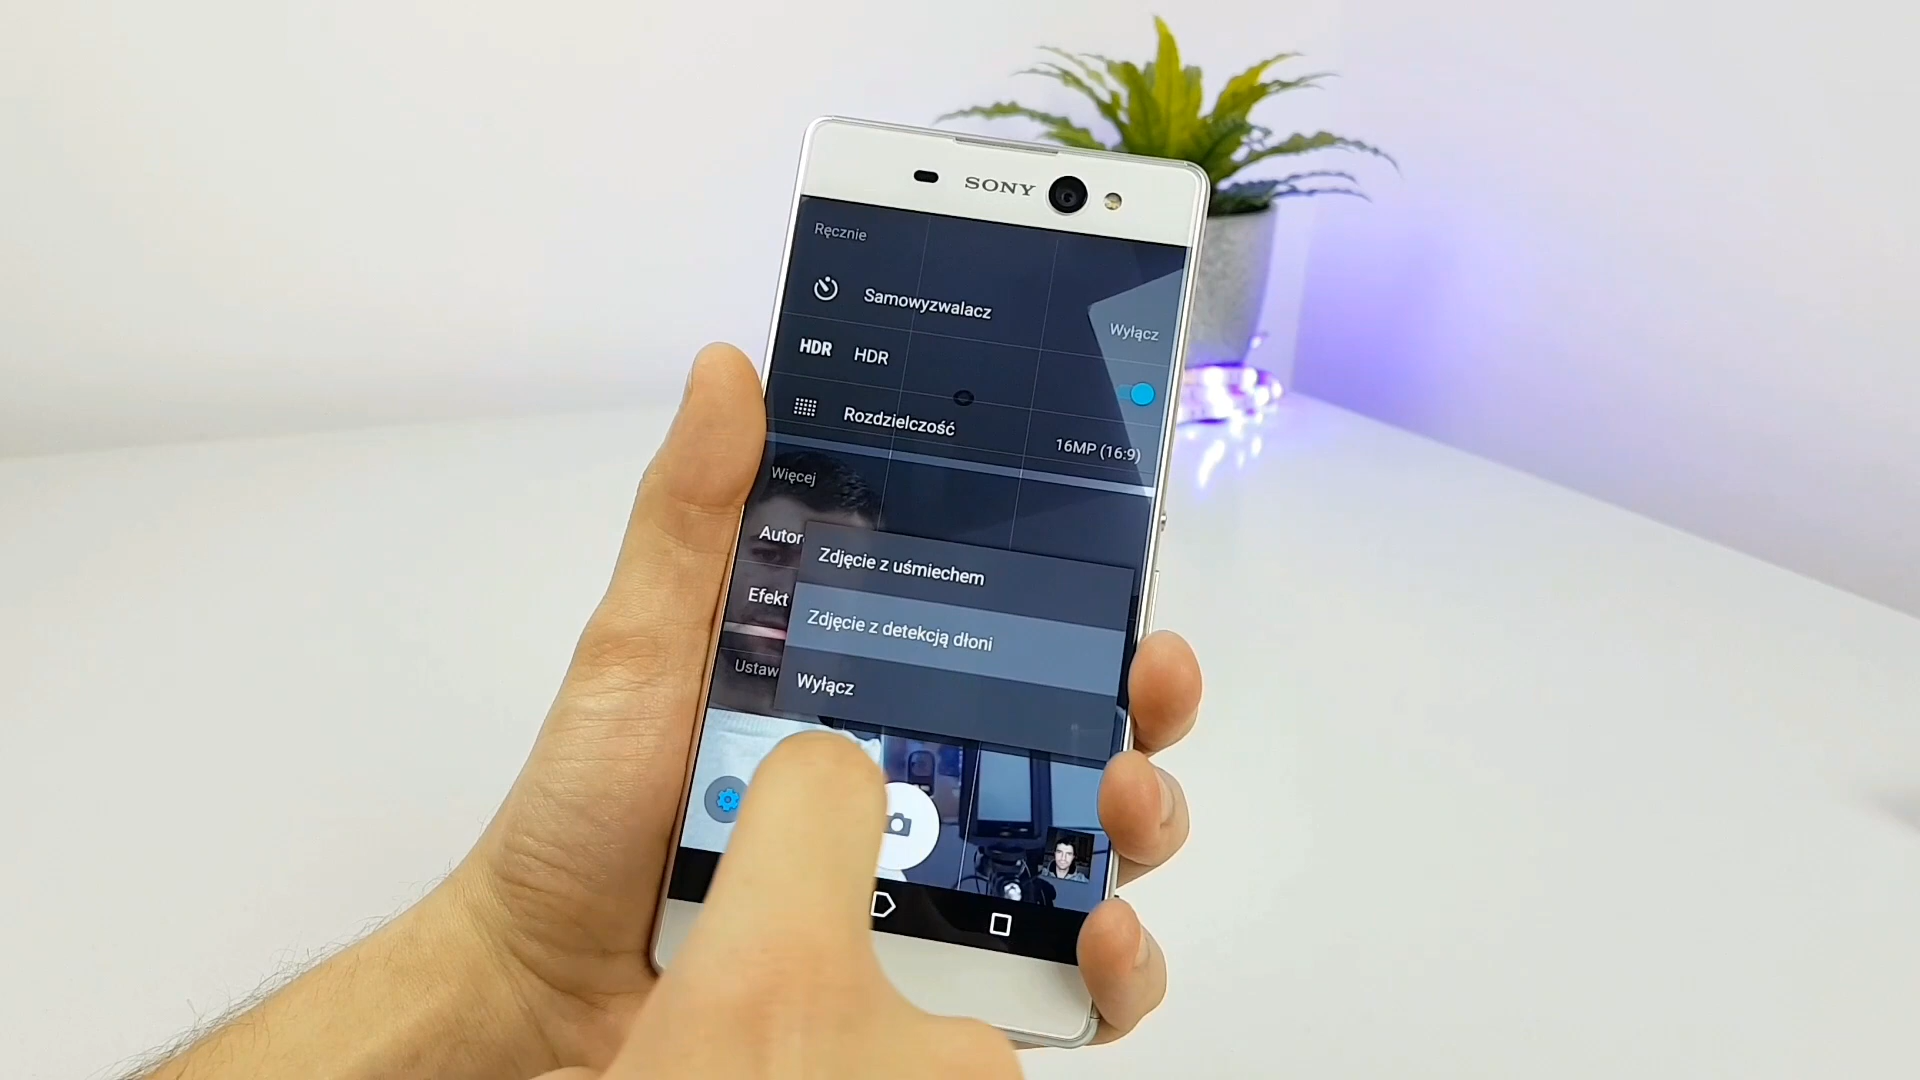 SONY
Ręcznie
Samowyzwalacz
Wyłącz
HDR HDR
Rozdzielczość
16MP (16:9)
Więcej
Zdjęcie z uśmiechem
Efekt
Zdjęcie z detekcją dłoni
Wyłącz